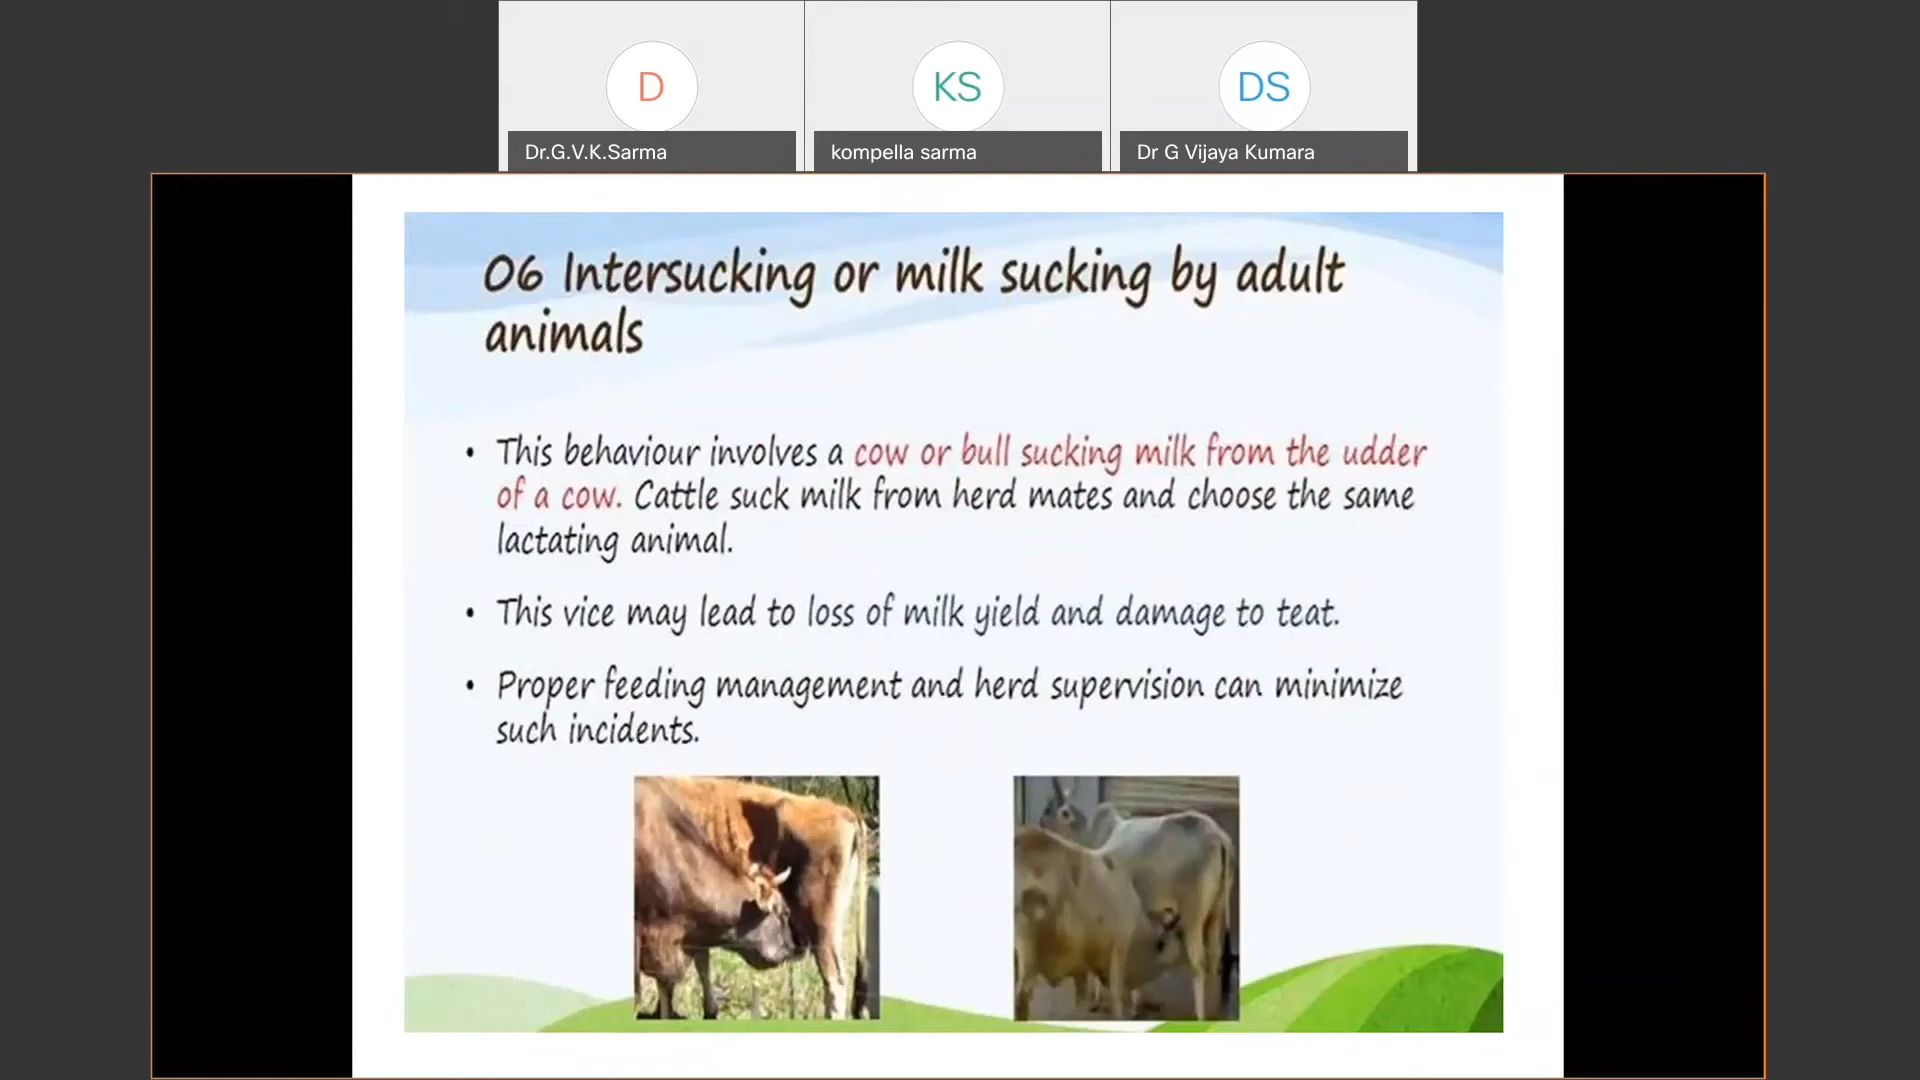 D
KS
DS
Dr.G.V.K.Sarma
kompella sarma
Dr G Vijaya Kumara
06 Intersucking or milk sucking by adult
animals
• This behaviour involves a cow or bull sucking milk from the udder
of a cow. Cattle suck milk from herd mates and choose the same
lactating animal.
• This vice may lead to loss of milk yield and damage to teat.
• Proper feeding management and herd supervision can minimize
such incidents.